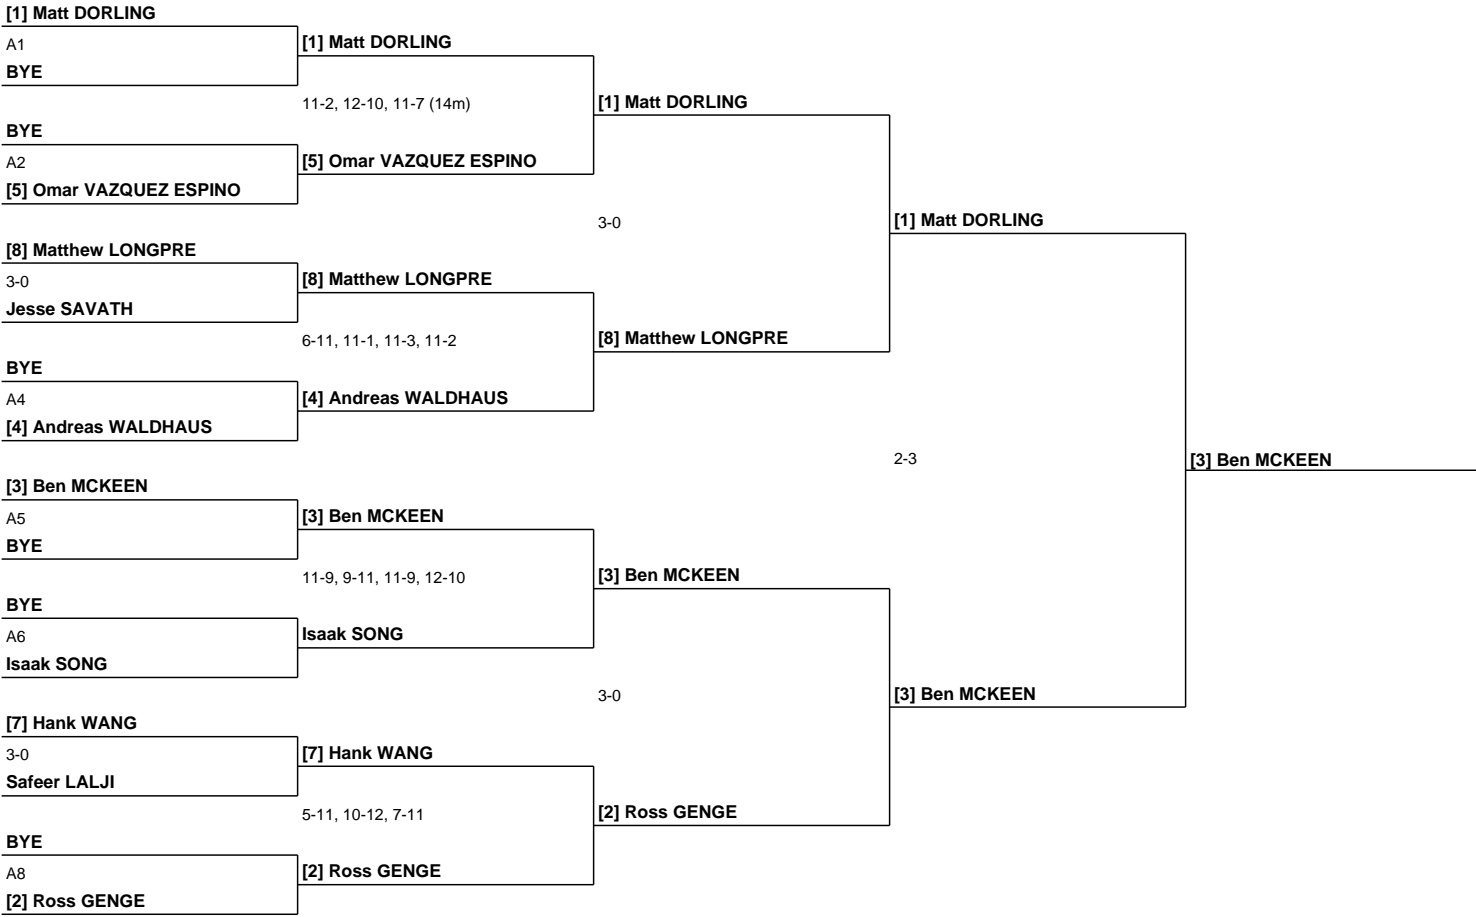 [1] Matt DORLING
A1
BYE
[1] Matt DORLING
11-2, 12-10, 11-7 (14m)
BYE
A2
[5] Omar VAZQUEZ ESPINO
[5] Omar VAZQUEZ ESPINO
[1] Matt DORLING
3-0
[8] Matthew LONGPRE
3-0
Jesse SAVATH
[8] Matthew LONGPRE
6-11, 11-1, 11-3, 11-2
BYE
A4
[4] Andreas WALDHAUS
[4] Andreas WALDHAUS
[8] Matthew LONGPRE
[1] Matt DORLING
2-3
[3] Ben MCKEEN
[3] Ben MCKEEN
A5
BYE
[3] Ben MCKEEN
11-9, 9-11, 11-9, 12-10
BYE
A6
Isaak SONG
Isaak SONG
[3] Ben MCKEEN
3-0
[7] Hank WANG
3-0
Safeer LALJI
[7] Hank WANG
5-11, 10-12, 7-11
BYE
A8
[2] Ross GENGE
[2] Ross GENGE
[2] Ross GENGE
[3] Ben MCKEEN